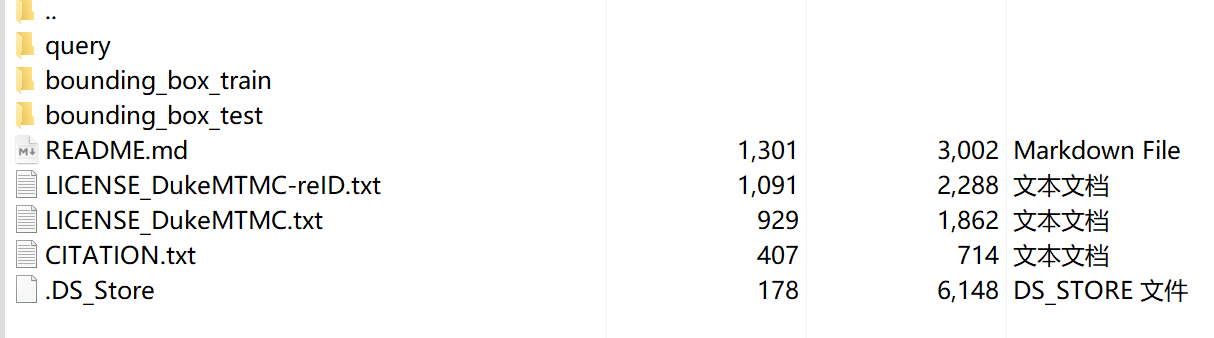 ..
query
bounding_box_train
bounding_box_test
README.md 1,301 3,002 Markdown File
LICENSE_DukeMTMC-reID.txt 1,091 2,288 文本文档
LICENSE_DukeMTMC.txt 929 1,862 文本文档
CITATION.txt 407 714 文本文档
.DS_Store 178 6,148 DS_STORE 文件